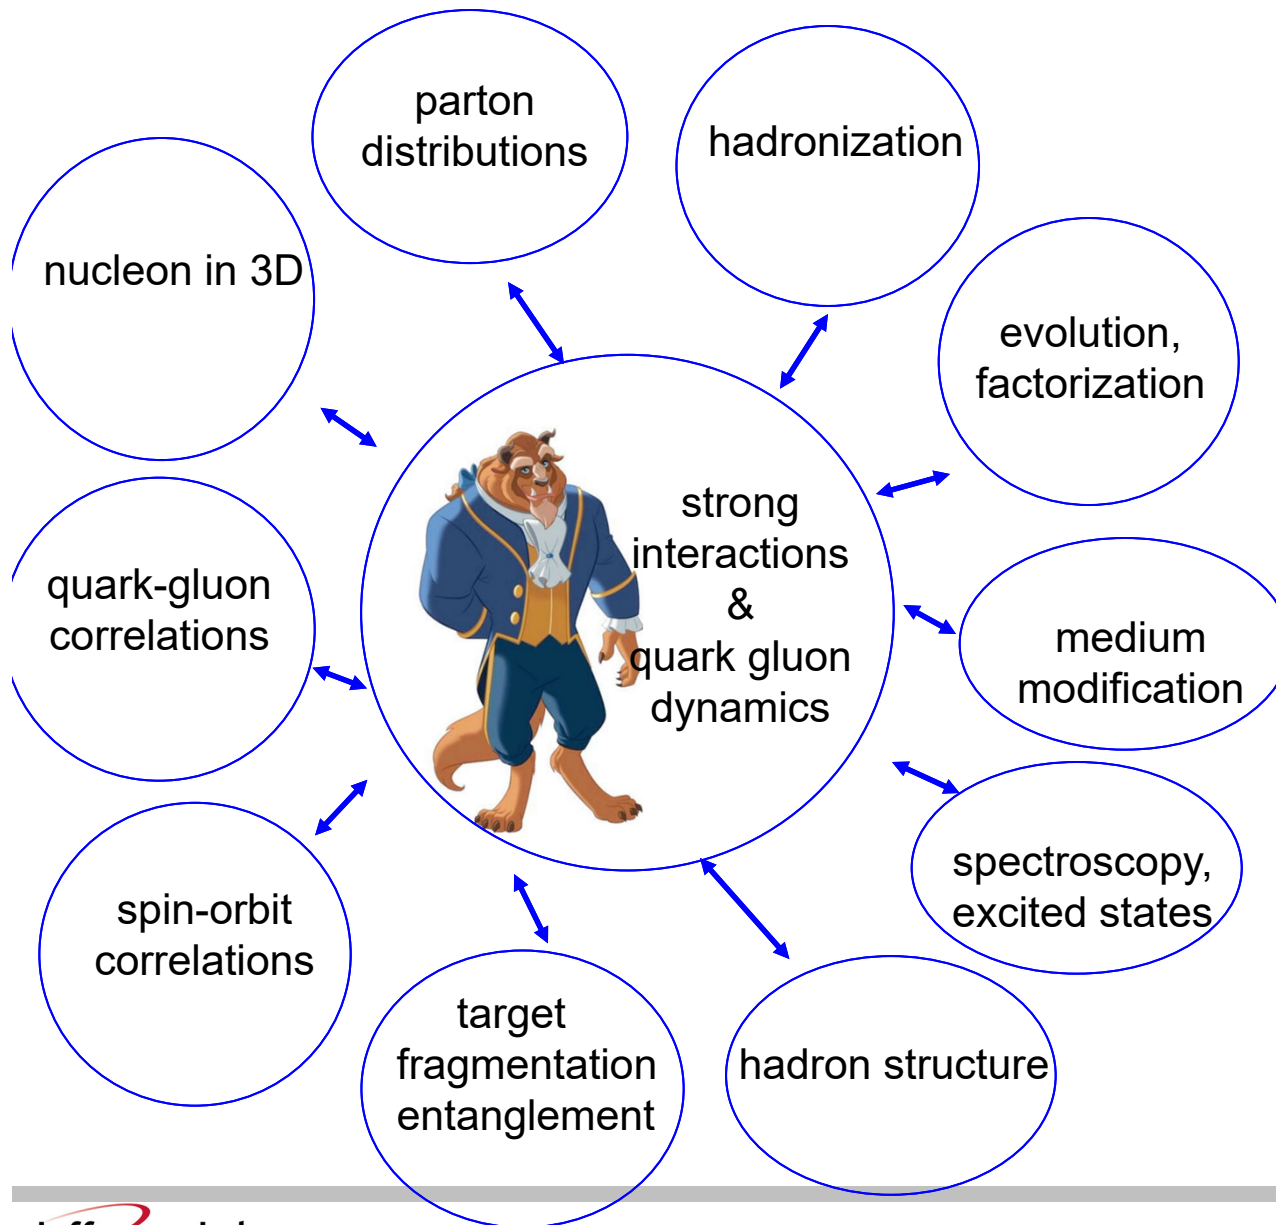 parton
distributions
hadronization
nucleon in 3D
evolution,
factorization
strong
interactions
&
quark gluon
dynamics
quark-gluon
correlations
medium
modification
spectroscopy,
excited states
spin-orbit
correlations
target
fragmentation
entanglement
hadron structure